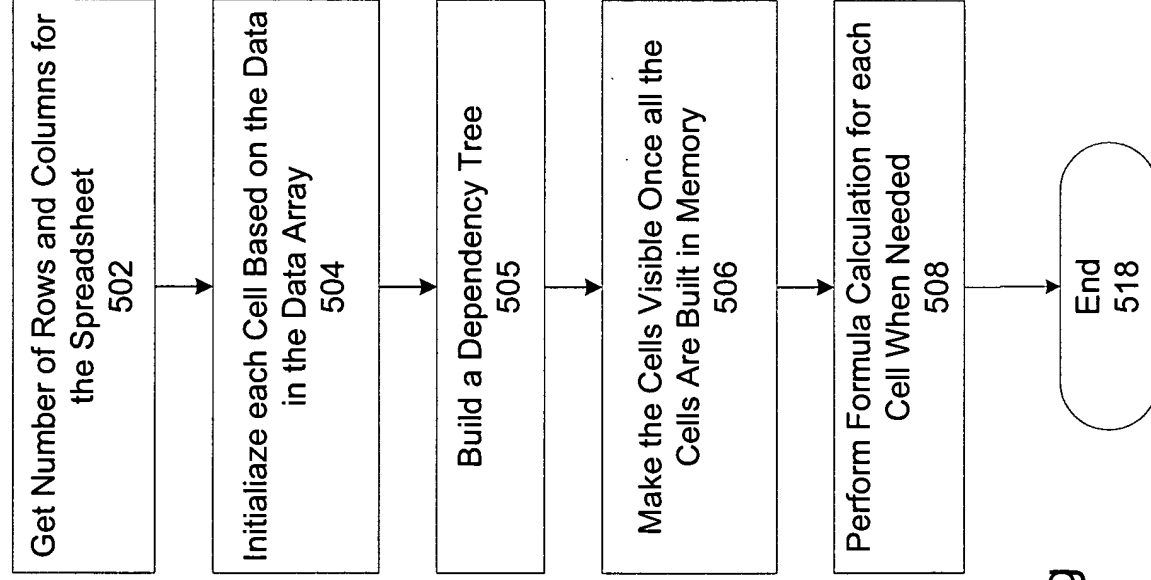 Get Number of Rows and Columns for
the Spreadsheet
502
Initialiaze each Cell Based on the Data
in the Data Array
504
Build a Dependency Tree
505
Make the Cells Visible Once all the
Cells Are Built in Memory
506
Perform Formula Calculation for each
Cell When Needed
508
End
518